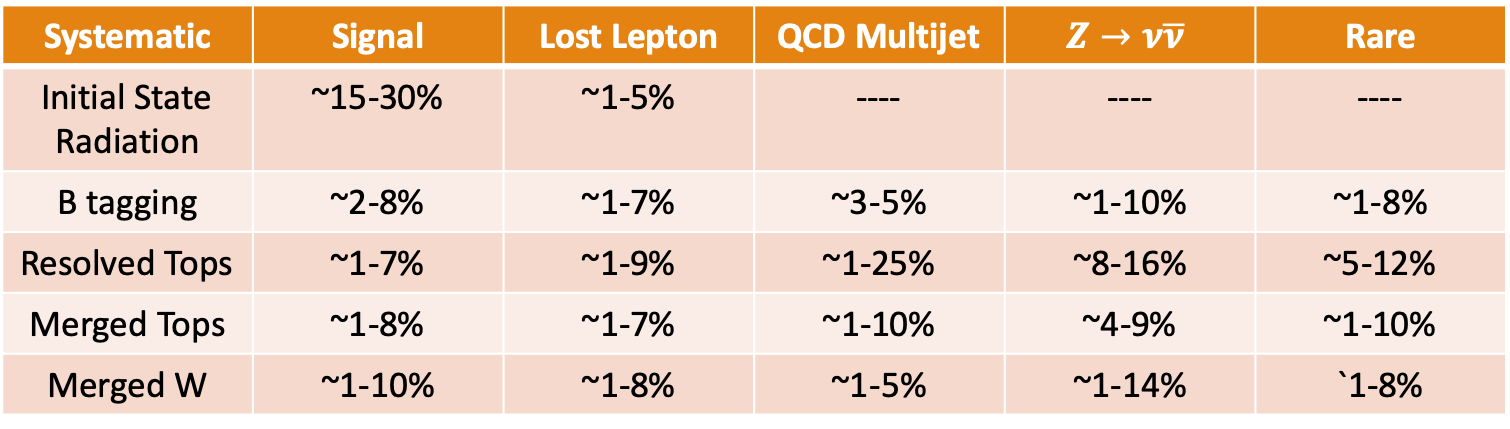 Systematic Signal Lost Lepton QCD Multijet Z → νν̅ Rare
Initial State ~15-30% ~1-5% ---- ---- ----
Radiation
B tagging ~2-8% ~1-7% ~3-5% ~1-10% ~1-8%
Resolved Tops ~1-7% ~1-9% ~1-25% ~8-16% ~5-12%
Merged Tops ~1-8% ~1-7% ~1-10% ~4-9% ~1-10%
Merged W ~1-10% ~1-8% ~1-5% ~1-14% `1-8%